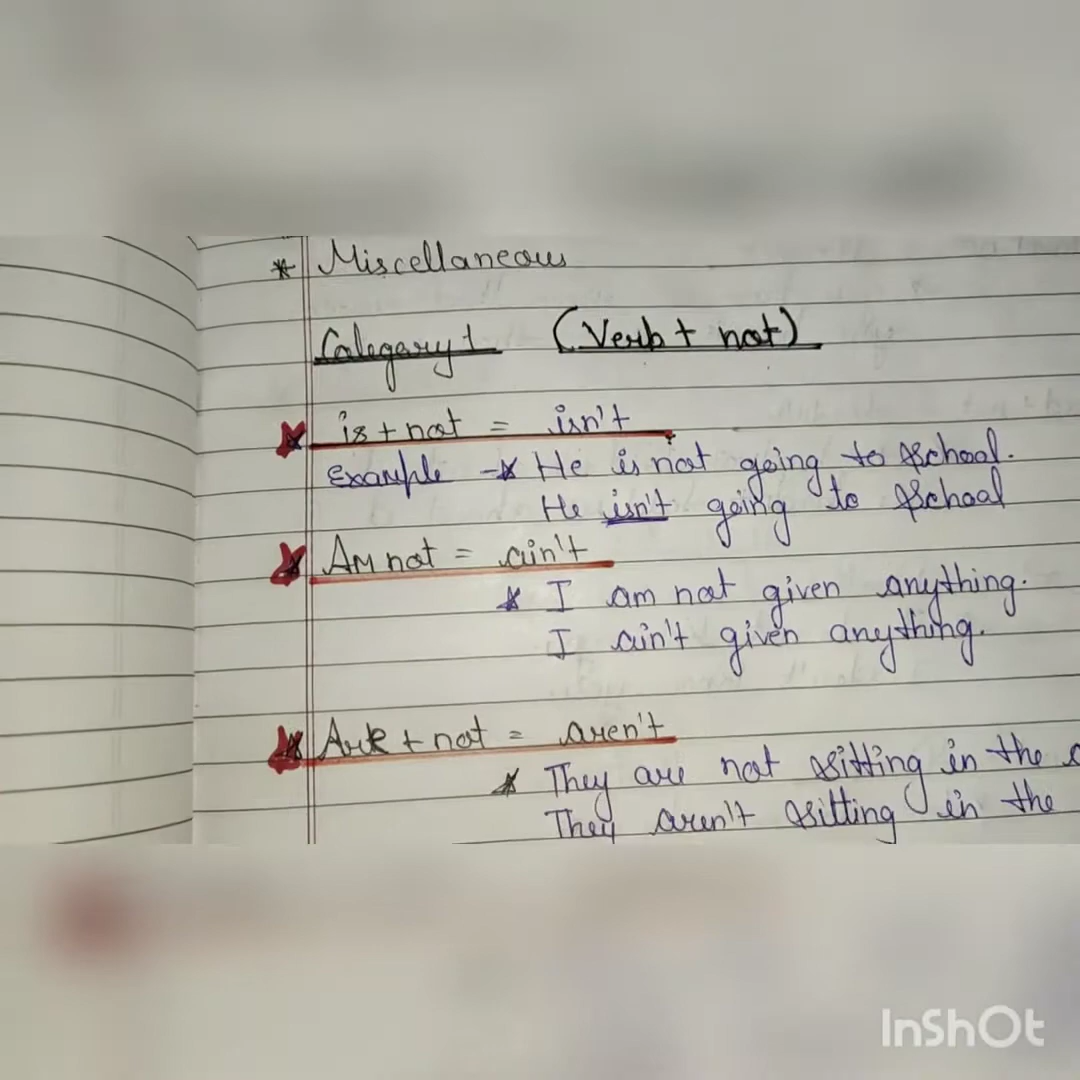 * Miscellaneous
Category 1 (Verb + not)
* is + not = isn't
Example → He is not going to school.
He isn't going to school
* Am not = ain't
* I am not given anything.
I ain't given anything.
* Are + not = aren't
* They are not sitting in the
They aren't sitting in the
InShOt